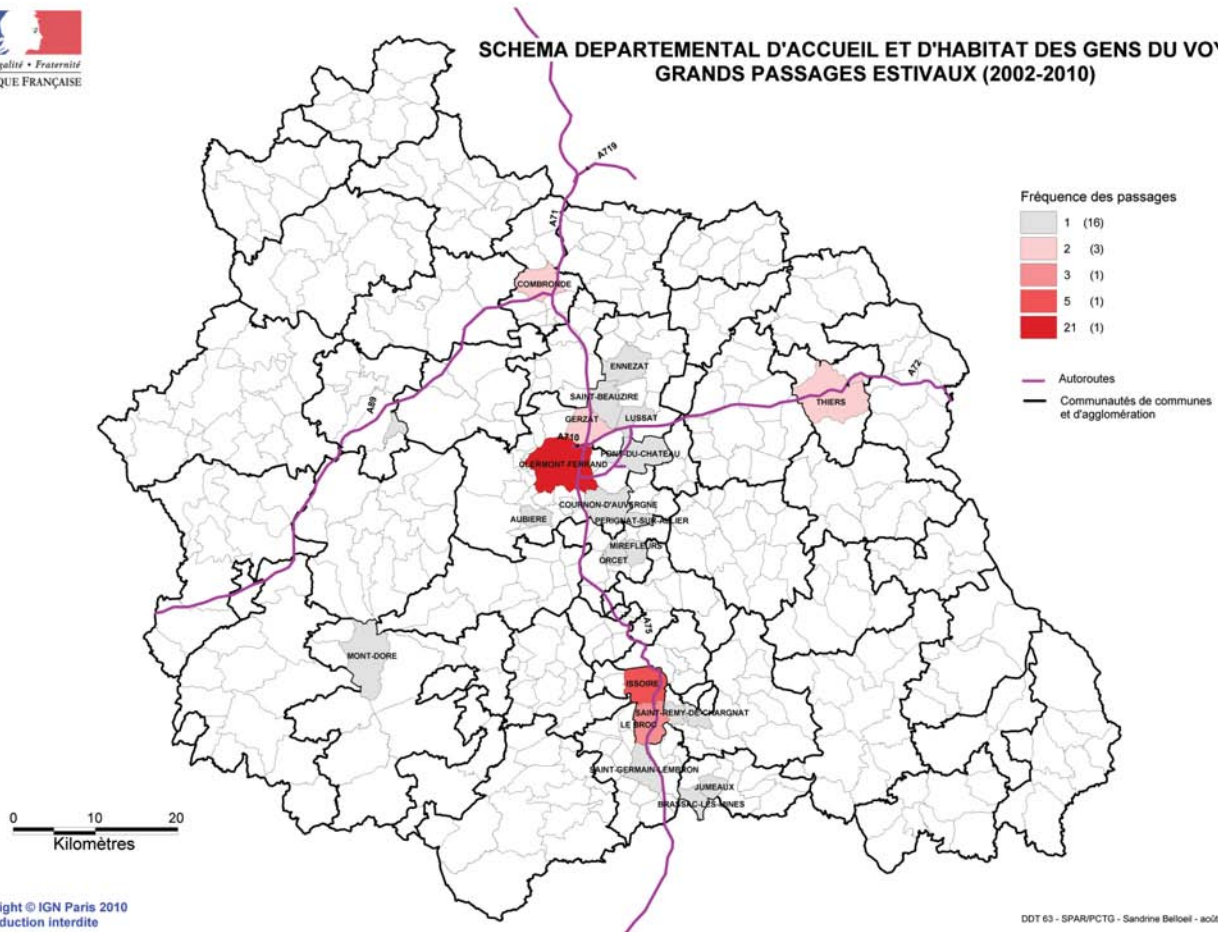 galité • Fraternité
QUE FRANÇAISE
SCHEMA DEPARTEMENTAL D'ACCUEIL ET D'HABITAT DES GENS DU VOY
GRANDS PASSAGES ESTIVAUX (2002-2010)
A719
A71
COMBRONDE
Fréquence des passages
1 (16)
2 (3)
3 (1)
5 (1)
21 (1)
Autoroutes
Communautés de communes
et d'agglomération
ENNEZAT
SAINT-BEAUZIRE
GERZAT
LUSSAT
A72
THIERS
A89
A710
PONT-DU-CHATEAU
CLERMONT-FERRAND
COURNON-D'AUVERGNE
AUBIERE
PERIGNAT-SUR-ALLIER
MIREFLEURS
ORCET
A75
MONT-DORE
ISSOIRE
SAINT-REMY-DE-CHARGNAT
LE BROC
SAINT-GERMAIN-LEMBRON
JUMEAUX
BRASSAC-LES-MINES
0 10 20
Kilomètres
ight © IGN Paris 2010
duction interdite
DDT 63 - SPAR/PCTG - Sandrine Belloeil - août